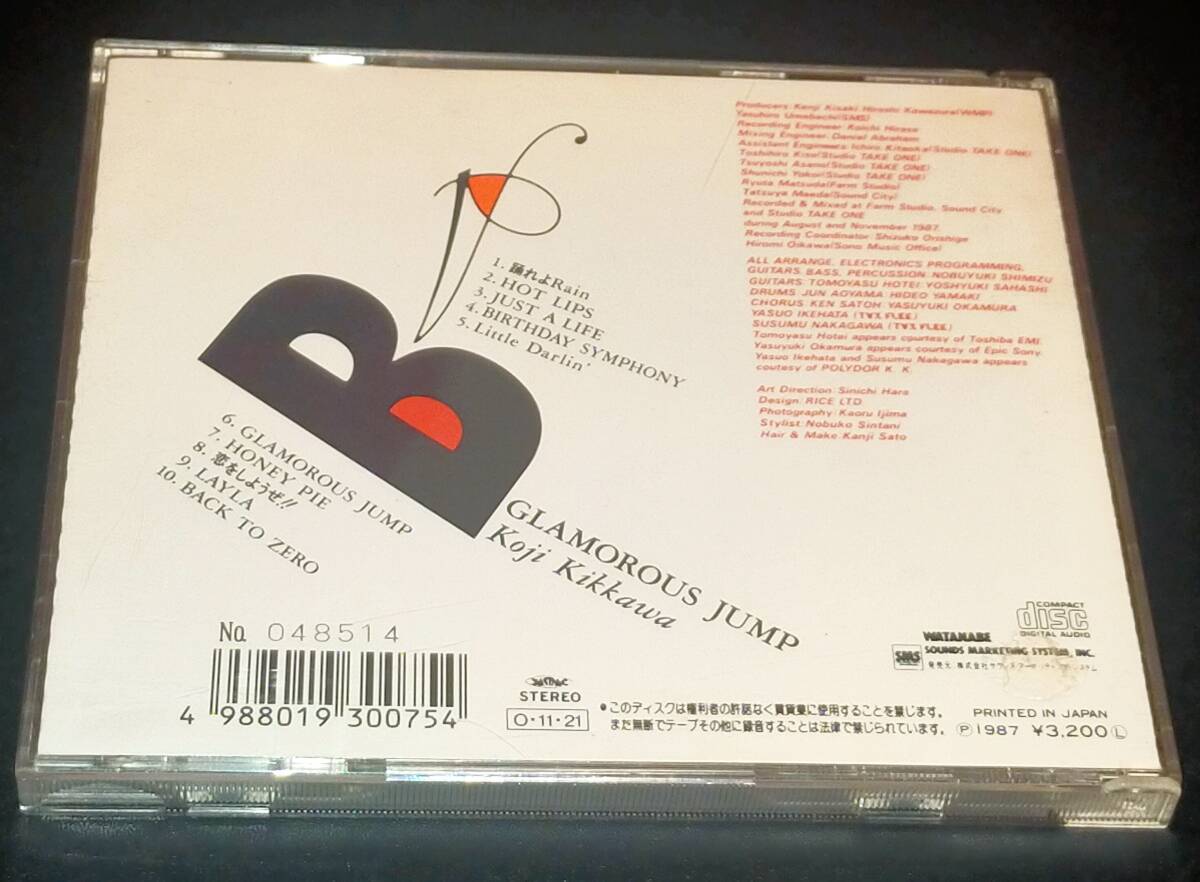 Producers: Kenji Kisaki Hiroshi Kawazura(WMP)
Yasuhiro Umebachi(SMS)
Recording Engineer: Koichi Hirase
Mixing Engineer: Daniel Abraham
Assistant Engineers: Ichiro Kitaoka(Studio TAKE ONE)
Toshihiro Kiso(Studio TAKE ONE)
Tsuyoshi Asano(Studio TAKE ONE)
Shunichi Yokoi(Studio TAKE ONE)
Ryuta Matsuda(Farm Studio)
Tatsuya Maeda(Sound City)
Recorded & Mixed at Farm Studio, Sound City
and Studio TAKE ONE
during August and November 1987.
Recording Coordinator: Shizuko Orishige
Hiromi Oikawa(Sono Music Office)
ALL ARRANGE, ELECTRONICS PROGRAMMING,
GUITARS, BASS, PERCUSSION: NOBUYUKI SHIMIZU
GUITARS: TOMOYASU HOTEI YOSHYUKI SAHASHI
DRUMS: JUN AOYAMA HIDEO YAMAKI
CHORUS: KEN SATOH YASUYUKI OKAMURA
YASUO IKEHATA
SUSUMU NAKAGAWA
Tomoyasu Hotei appears courtesy of Toshiba EMI.
Yasuyuki Okamura appears courtesy of Epic Sony.
Yasuo Ikehata and Susumu Nakagawa appears
coutesy of POLYDOR K. K.
Art Direction: Sinichi Hara
Design: RICE LTD
Photography: Kaoru Ijima
Stylist: Nobuko Sintani
Hair & Make: Kanji Sato
1. 踊れよRain
2. HOT LIPS
3. JUST A LIFE
4. BIRTHDAY SYMPHONY
5. Little Darlin'
6. GLAMOROUS JUMP
7. HONEY PIE
8. 恋をしようぜ!!
9. LAYLA
10. BACK TO ZERO
B
GLAMOROUS JUMP
Koji Kikkawa
No. 048514
4 988019 300754
JASRAC
STEREO
O·11·21
COMPACT
disc
DIGITAL AUDIO
SMS
WATANABE
SOUNDS MARKETING SYSTEM, INC.
●このディスクは権利者の許諾なく賃貸業に使用することを禁じます。
また無断でテープその他に録音することは法律で禁じられています。
PRINTED IN JAPAN
Ⓟ1987 ¥3,200Ⓛ